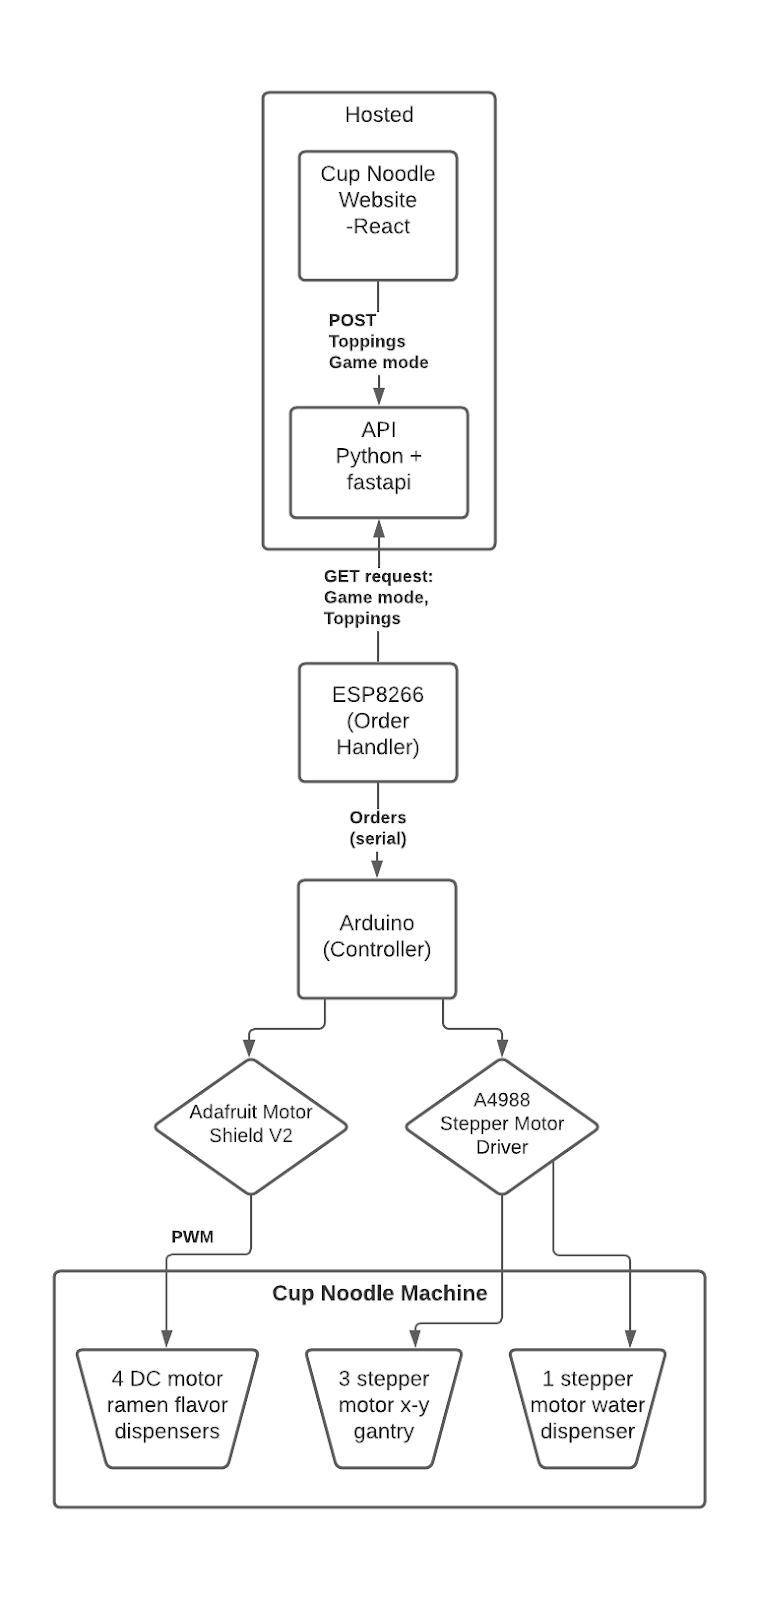 Hosted
Cup Noodle
Website
-React
POST
Toppings
Game mode
API
Python +
fastapi
GET request:
Game mode,
Toppings
ESP8266
(Order
Handler)
Orders
(serial)
Arduino
(Controller)
Adafruit Motor
Shield V2
A4988
Stepper Motor
Driver
PWM
Cup Noodle Machine
4 DC motor
ramen flavor
dispensers
3 stepper
motor x-y
gantry
1 stepper
motor water
dispenser